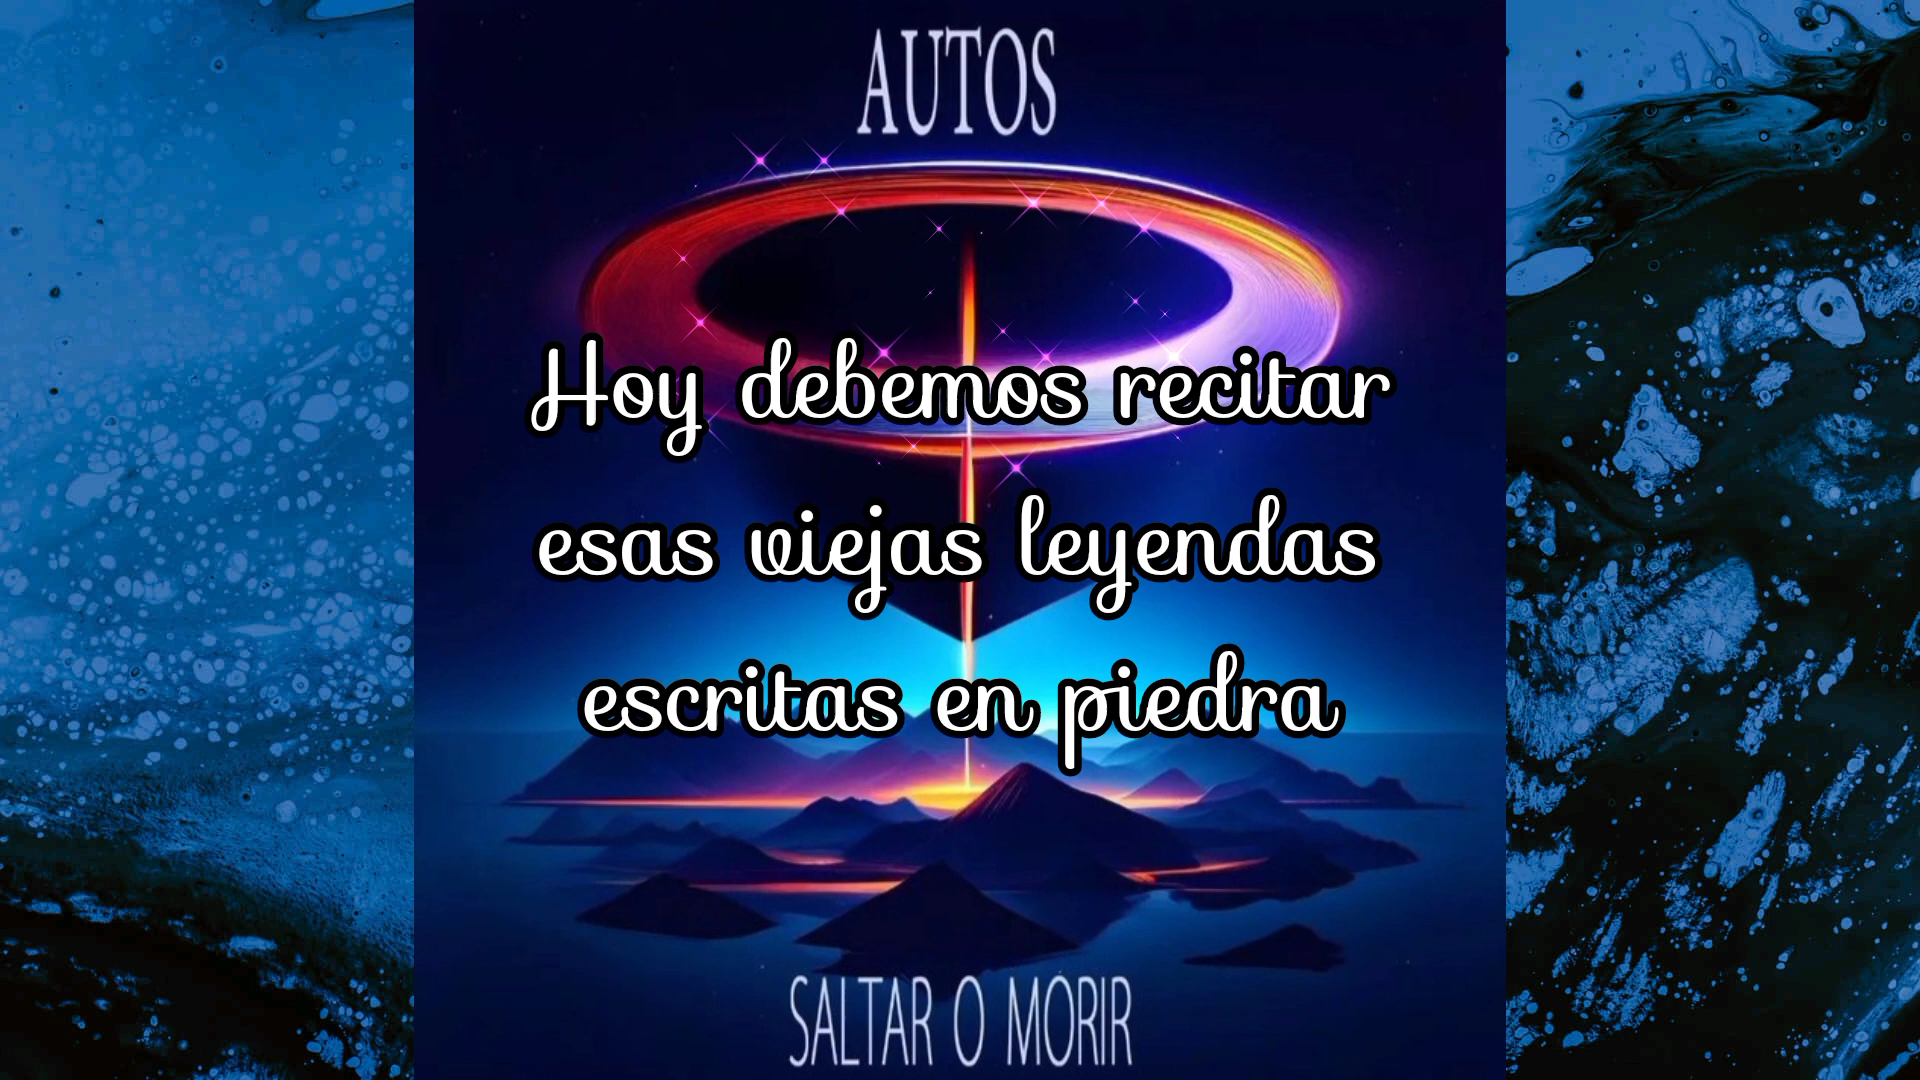 AUTOS
Hoy debemos recitar
esas viejas leyendas
escritas en piedra
SALTAR O MORIR